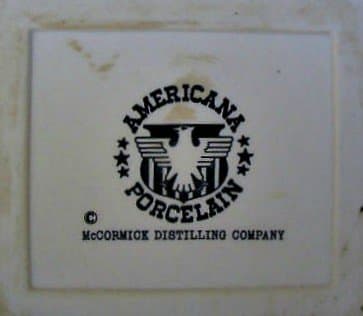 AMERICANA
PORCELAIN
©
McCORMICK DISTILLING COMPANY